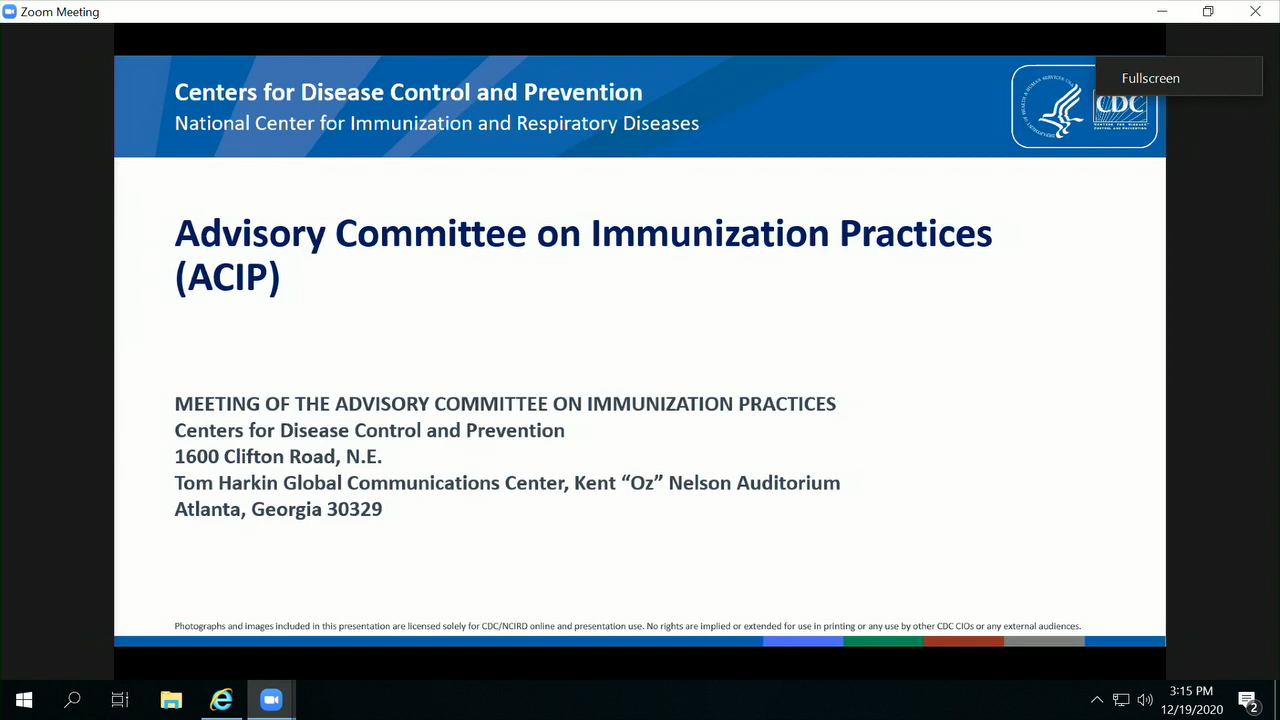 Zoom Meeting
Centers for Disease Control and Prevention
National Center for Immunization and Respiratory Diseases
Fullscreen
CDC
Advisory Committee on Immunization Practices
(ACIP)
MEETING OF THE ADVISORY COMMITTEE ON IMMUNIZATION PRACTICES
Centers for Disease Control and Prevention
1600 Clifton Road, N.E.
Tom Harkin Global Communications Center, Kent “Oz” Nelson Auditorium
Atlanta, Georgia 30329
Photographs and images included in this presentation are licensed solely for CDC/NCIRD online and presentation use. No rights are implied or extended for use in printing or any use by other CDC CIOs or any external audiences.
3:15 PM
12/19/2020
2